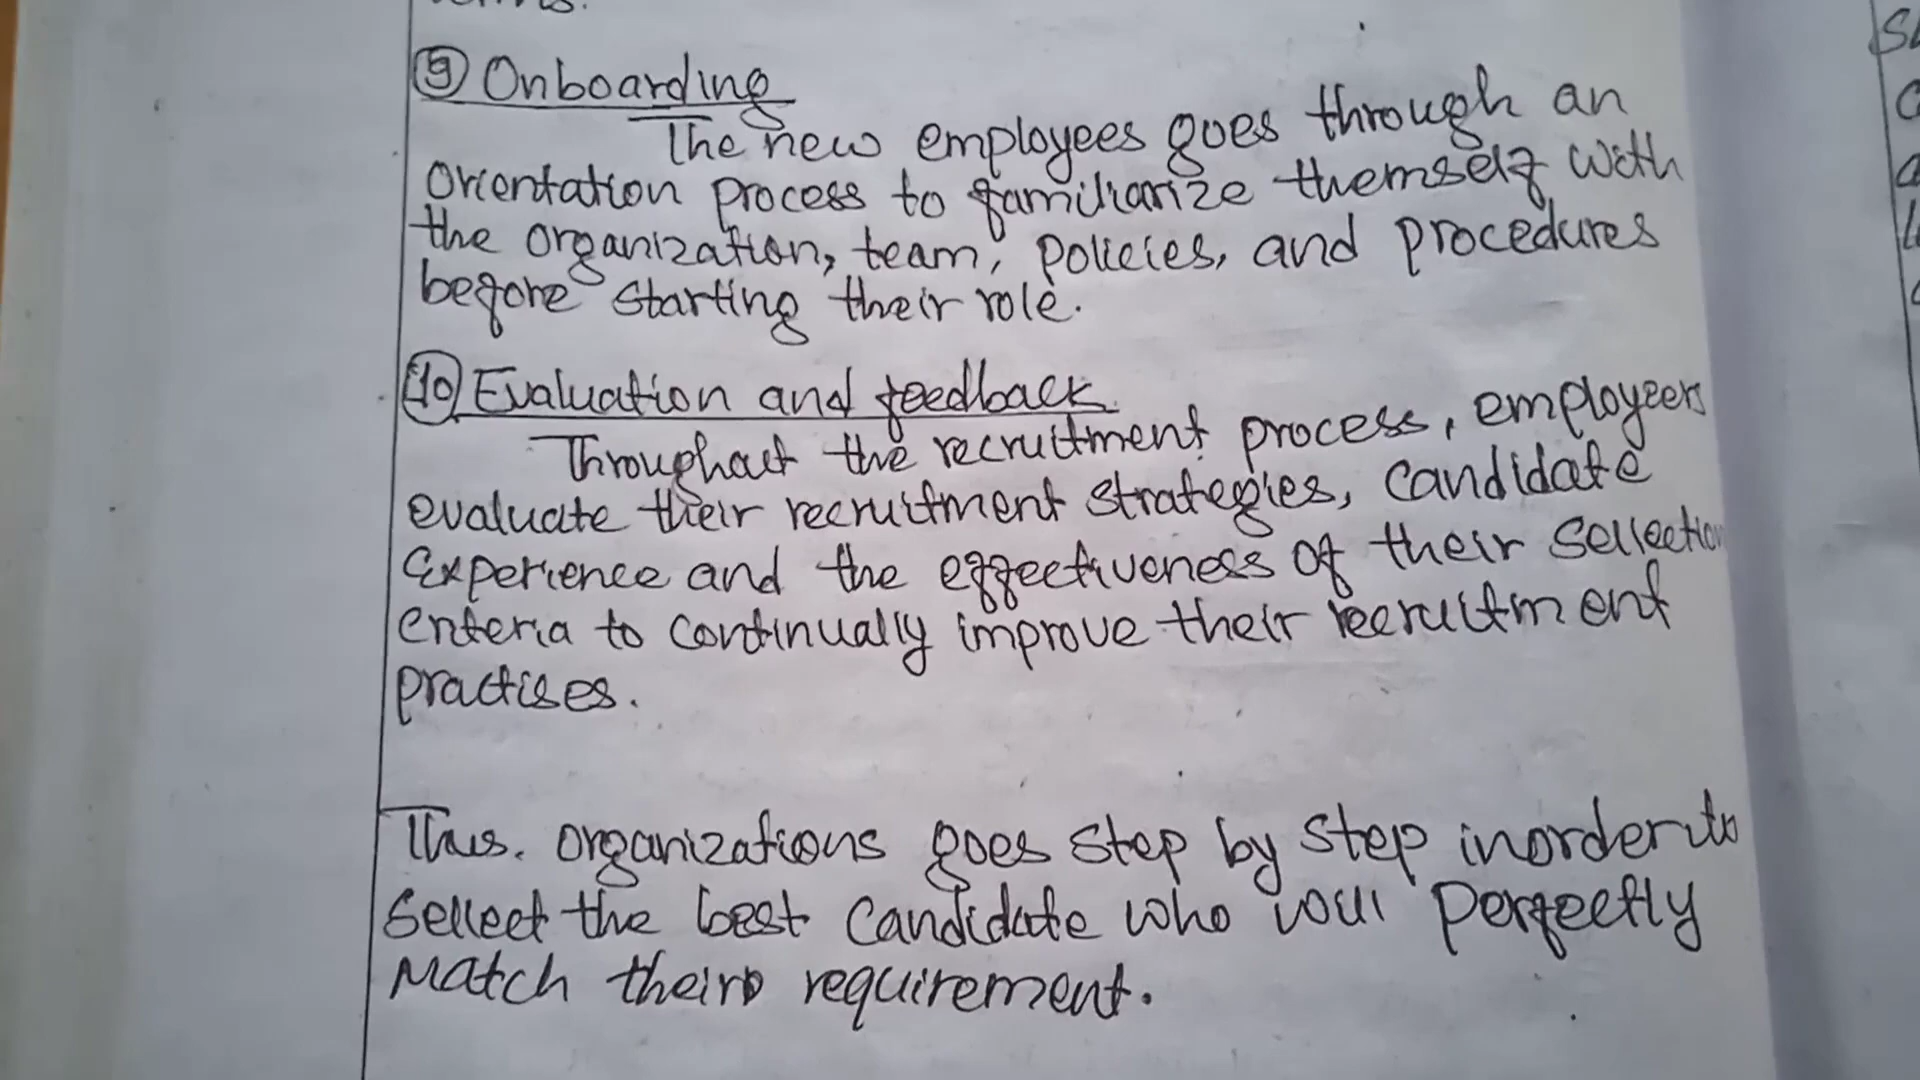 ⑨ Onboarding
The new employees goes through an
Orientation process to familiarize themself with
the organization, team, policies, and procedures
before starting their role.
⑩ Evaluation and feedback
Throughout the recruitment process, employeers
evaluate their recruitment strategies, candidate
Experience and the effectiveness of their sellection
criteria to continually improve their recruitment
practises.
Thus. organizations goes step by step inorder to
sellect the best candidate who will perfectly
Match their requirement.